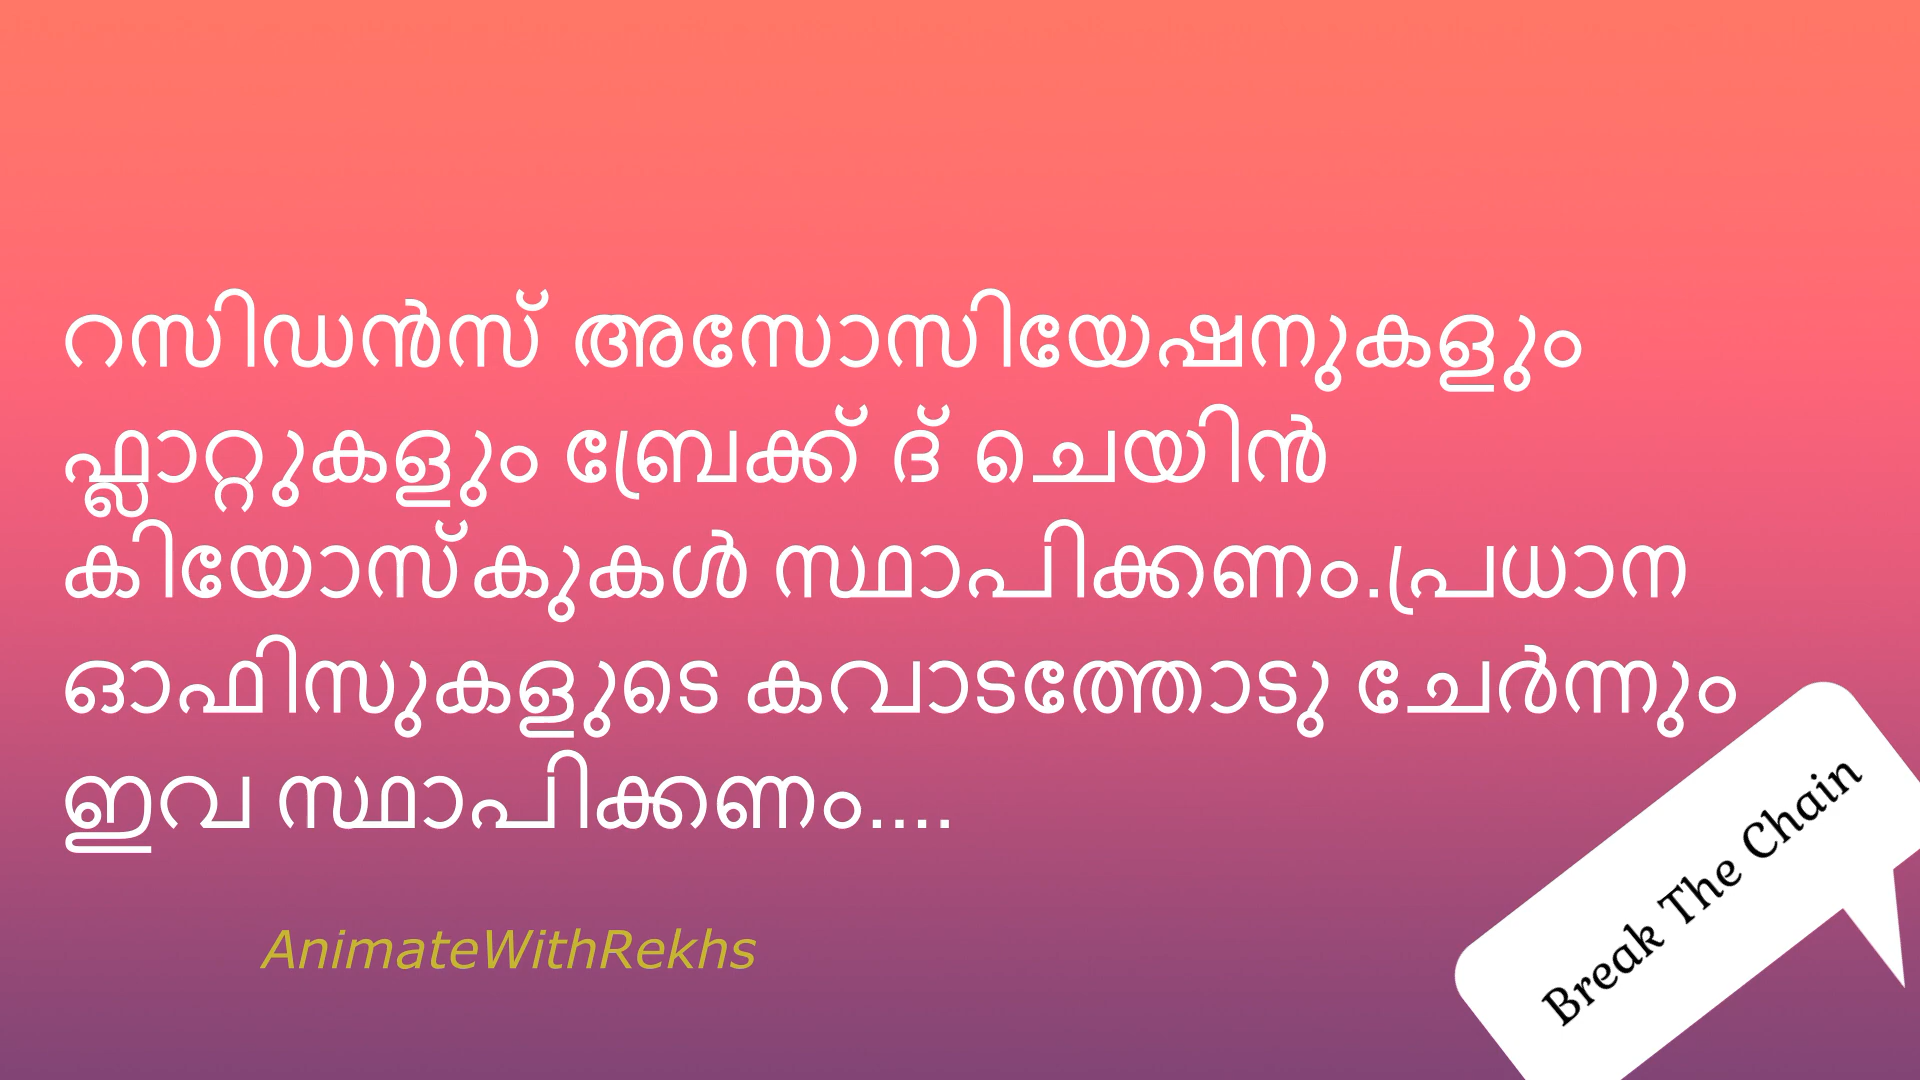 റസിഡൻസ് അസോസിയേഷനുകളും
ഫ്ലാറ്റുകളും ബ്രേക്ക് ദ് ചെയിൻ
കിയോസ്‌കുകൾ സ്ഥാപിക്കണം.പ്രധാന
ഓഫിസുകളുടെ കവാടത്തോടു ചേർന്നും
ഇവ സ്ഥാപിക്കണം....
AnimateWithRekhs
Break The Chain